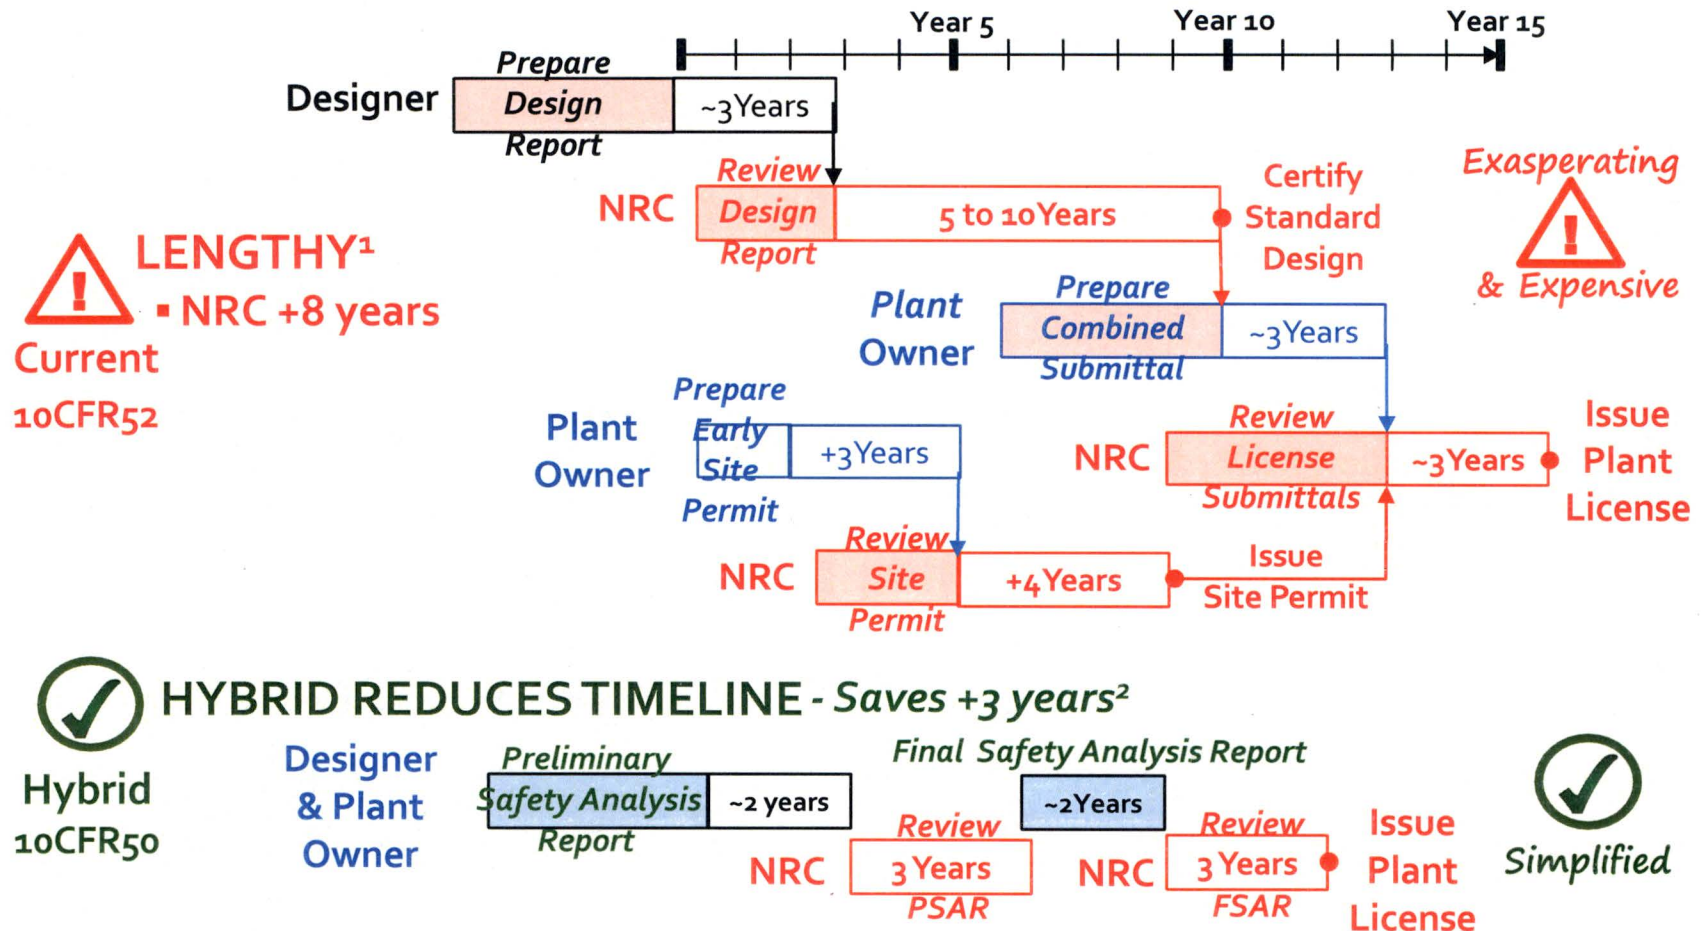 Year 5
Year 10
Year 15
Designer
Prepare
Design
Report
~3Years
NRC
Review
Design
Report
5 to 10Years
Certify
Standard
Design
Exasperating
!
& Expensive
!
LENGTHY¹
▪ NRC +8 years
Current
10CFR52
Plant
Owner
Prepare
Combined
Submittal
~3Years
Plant
Owner
Prepare
Early
Site
Permit
+3Years
NRC
Review
License
Submittals
~3Years
Issue
Plant
License
NRC
Review
Site
Permit
+4Years
Issue
Site Permit
HYBRID REDUCES TIMELINE - Saves +3 years²
Hybrid
10CFR50
Designer
& Plant
Owner
Preliminary
Safety Analysis
Report
~2 years
Final Safety Analysis Report
~2Years
NRC
Review
3 Years
PSAR
NRC
Review
3 Years
FSAR
Issue
Plant
License
Simplified